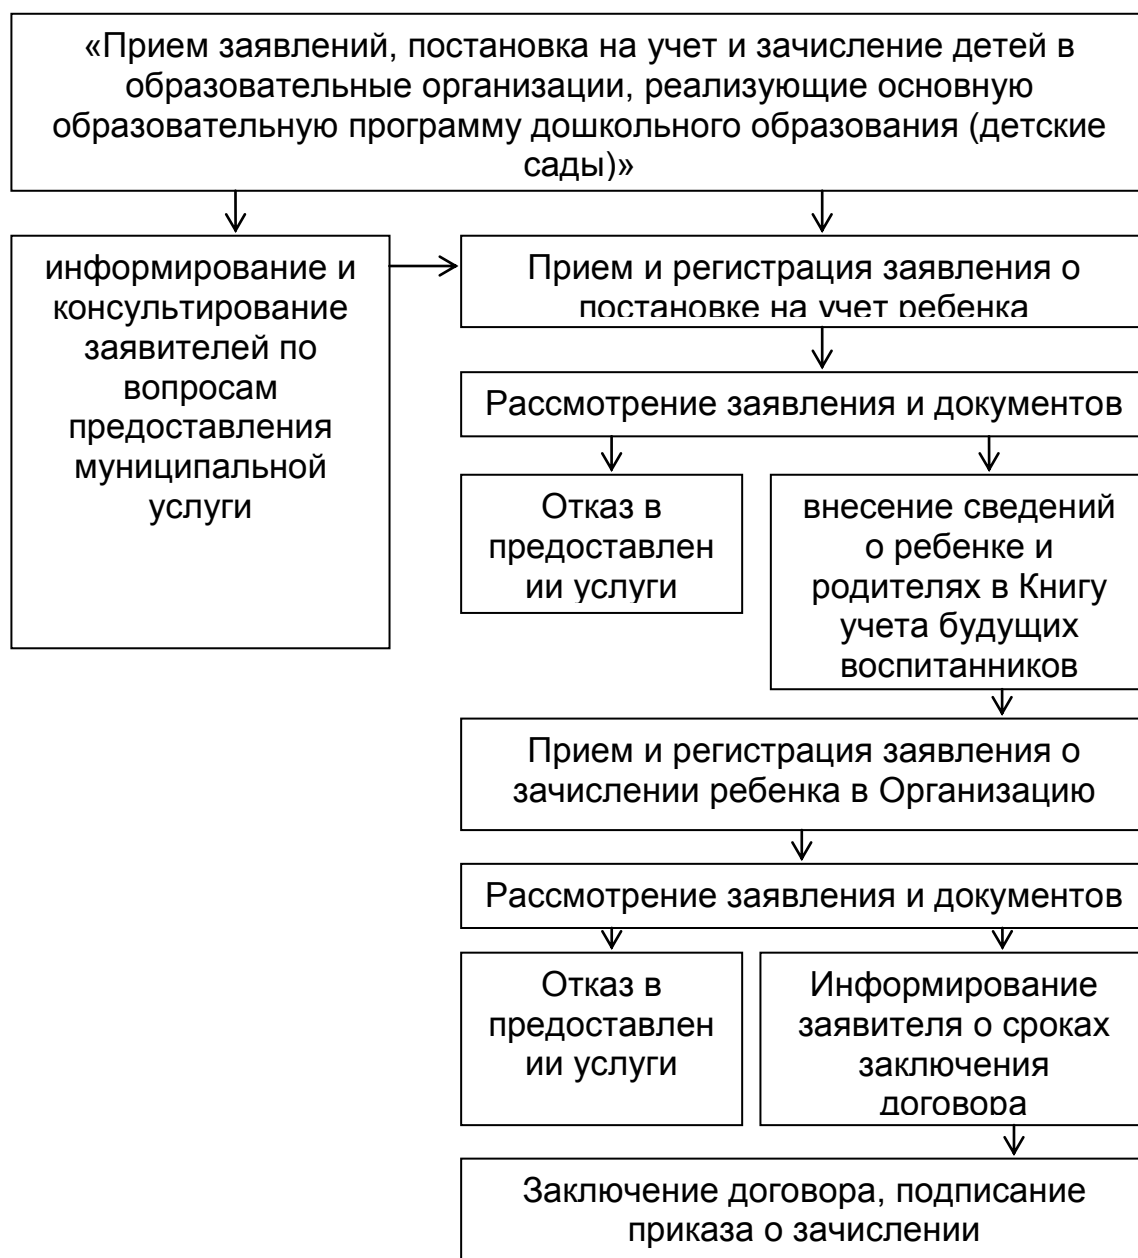 «Прием заявлений, постановка на учет и зачисление детей в
образовательные организации, реализующие основную
образовательную программу дошкольного образования (детские
сады)»
информирование и
консультирование
заявителей по
вопросам
предоставления
муниципальной
услуги
Прием и регистрация заявления о
постановке на учет ребенка
Рассмотрение заявления и документов
Отказ в
предоставлен
ии услуги
внесение сведений
о ребенке и
родителях в Книгу
учета будущих
воспитанников
Прием и регистрация заявления о
зачислении ребенка в Организацию
Рассмотрение заявления и документов
Отказ в
предоставлен
ии услуги
Информирование
заявителя о сроках
заключения
договора
Заключение договора, подписание
приказа о зачислении